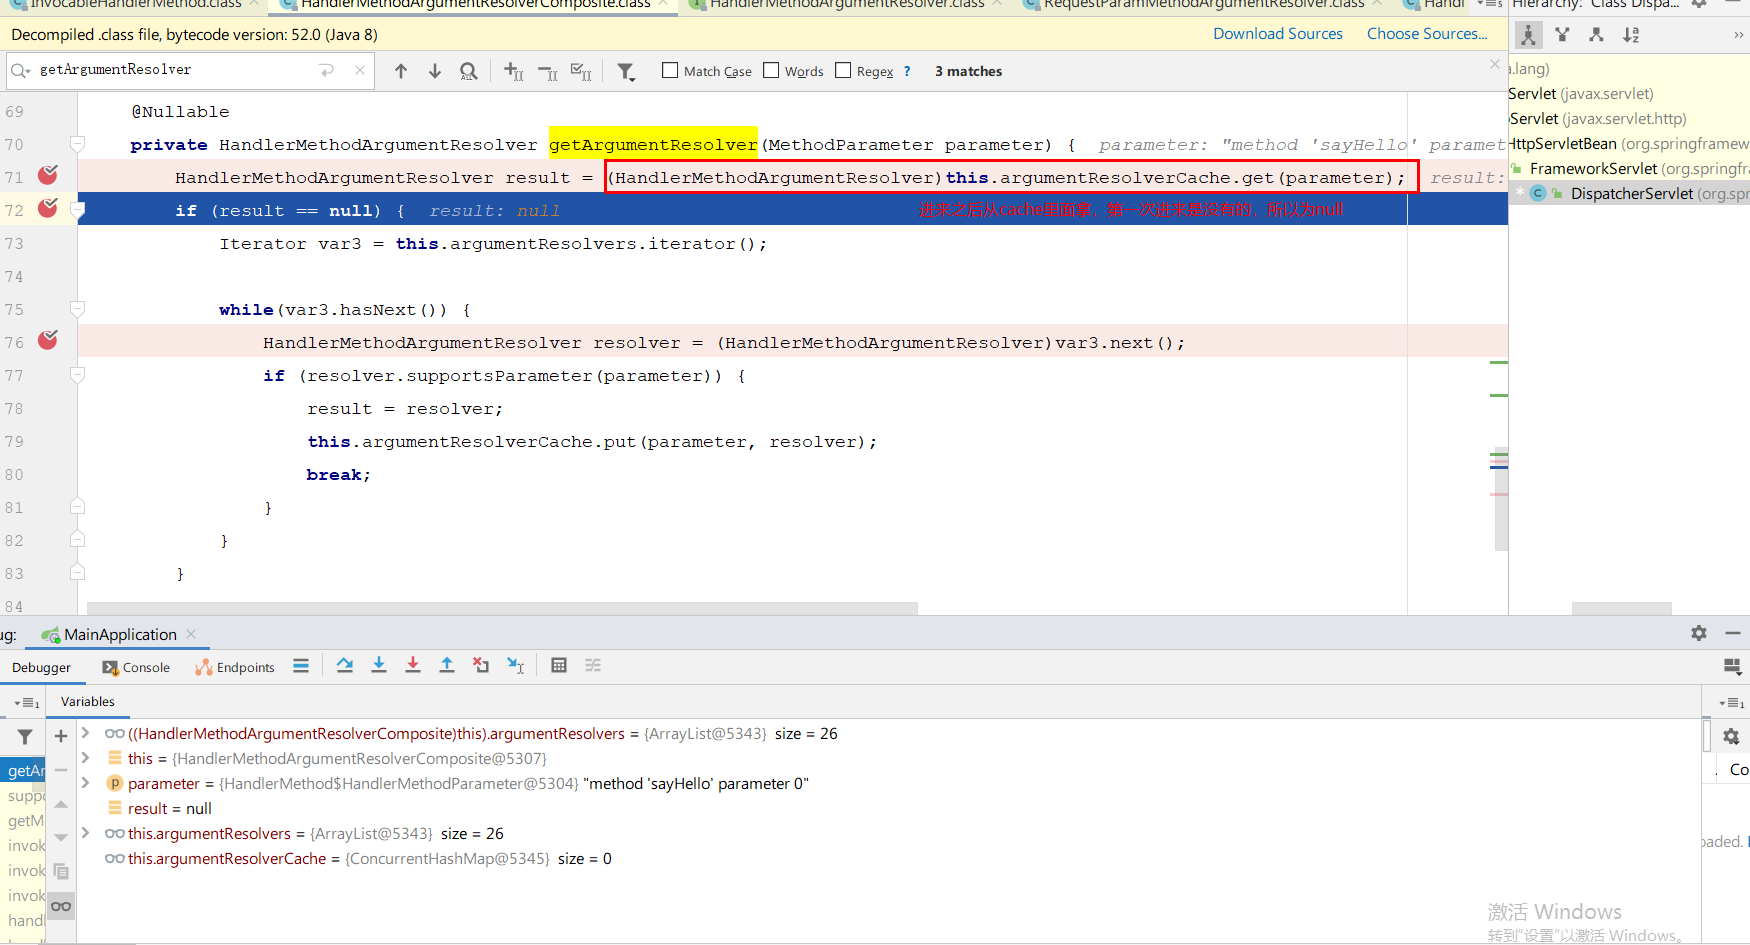 InvocableHandlerMethod.class
HandlerMethodArgumentResolverComposite.class
HandlerMethodArgumentResolver.class
RequestParamMethodArgumentResolver.class
Handl
Hierarchy: Class Dispa...
Decompiled .class file, bytecode version: 52.0 (Java 8)
Download Sources
Choose Sources...
getArgumentResolver
Match Case
Words
Regex
?
3 matches
69 @Nullable
70 private HandlerMethodArgumentResolver getArgumentResolver(MethodParameter parameter) { parameter: "method 'sayHello' paramet
71 HandlerMethodArgumentResolver result = (HandlerMethodArgumentResolver)this.argumentResolverCache.get(parameter); result:
72 if (result == null) { result: null 进来之后从cache里面拿，第一次进来是没有的，所以为null
73 Iterator var3 = this.argumentResolvers.iterator();
74
75 while(var3.hasNext()) {
76 HandlerMethodArgumentResolver resolver = (HandlerMethodArgumentResolver)var3.next();
77 if (resolver.supportsParameter(parameter)) {
78 result = resolver;
79 this.argumentResolverCache.put(parameter, resolver);
80 break;
81 }
82 }
83 }
84
a.lang)
Servlet (javax.servlet)
Servlet (javax.servlet.http)
HttpServletBean (org.springframew
FrameworkServlet (org.springfra
* DispatcherServlet (org.spr
ug:
MainApplication
Debugger
Console
Endpoints
Variables
((HandlerMethodArgumentResolverComposite)this).argumentResolvers = {ArrayList@5343} size = 26
this = {HandlerMethodArgumentResolverComposite@5307}
parameter = {HandlerMethod$HandlerMethodParameter@5304} "method 'sayHello' parameter 0"
result = null
this.argumentResolvers = {ArrayList@5343} size = 26
this.argumentResolverCache = {ConcurrentHashMap@5345} size = 0
getAr
suppo
getM
invok
invok
invok
handl
Co
oaded.
激活 Windows
转到"设置"以激活 Windows。